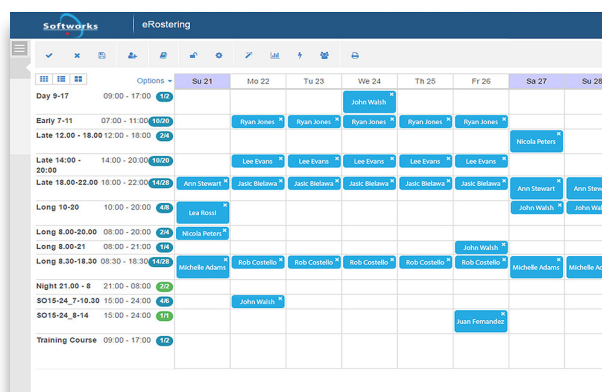 Softworks eRostering
Options Su 21 Mo 22 Tu 23 We 24 Th 25 Fr 26 Sa 27 Su 28
Day 9-17 09:00 - 17:00 1/2 John Walsh
Early 7-11 07:00 - 11:00 10/20 Ryan Jones Ryan Jones Ryan Jones Ryan Jones Ryan Jones
Late 12.00 - 18.00 12:00 - 18:00 2/4 Nicola Peters
Late 14:00 - 14:00 - 20:00 10/20 Lee Evans Lee Evans Lee Evans Lee Evans Lee Evans
20:00
Late 18.00-22.00 18:00 - 22:00 14/28 Ann Stewart Jasic Bielawa Jasic Bielawa Jasic Bielawa Jasic Bielawa Jasic Bielawa Ann Stewart Ann Stew
Long 10-20 10:00 - 20:00 4/8 Lea Rossi John Walsh John Wal
Long 8.00-20.00 08:00 - 20:00 2/4 Nicola Peters
Long 8.00-21 08:00 - 21:00 1/4 John Walsh
Long 8.30-18.30 08:30 - 18:30 14/28 Michelle Adams Rob Costello Rob Costello Rob Costello Rob Costello Rob Costello Michelle Adams Michelle Ad
Night 21.00 - 8 21:00 - 08:00 2/2
SO15-24_7-10.30 15:00 - 24:00 4/6 John Walsh
SO15-24_8-14 15:00 - 24:00 1/1 Juan Fernandez
Training Course 09:00 - 17:00 1/2